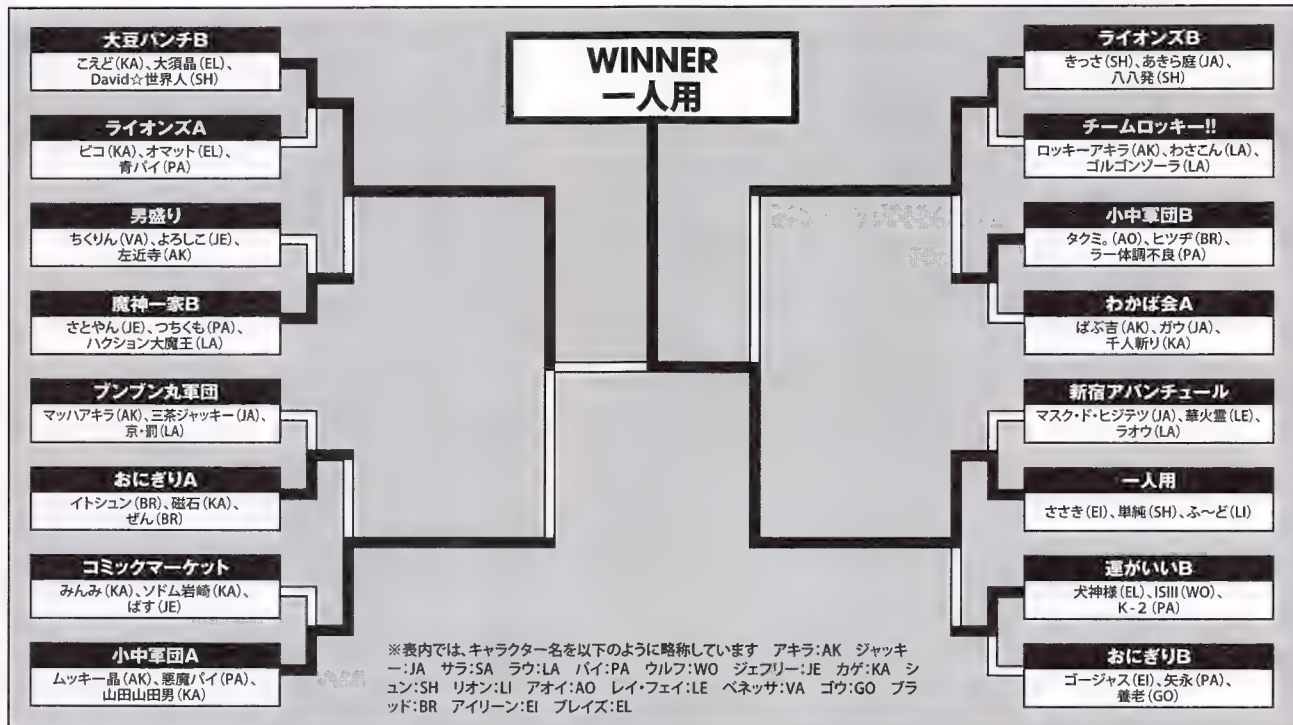 WINNER
一人用
大豆パンチB
こえど(KA)、大須晶(EL)、
David☆世界人(SH)
ライオンズA
ピコ(KA)、オマット(EL)、
青パイ(PA)
男盛り
ちくりん(VA)、よろしこ(JE)、
左近寺(AK)
魔神一家B
さとやん(JE)、つちくも(PA)、
ハクション大魔王(LA)
ブンブン丸軍団
マッハアキラ(AK)、三茶ジャッキー(JA)、
京・罰(LA)
おにぎりA
イトシュン(BR)、磁石(KA)、
ぜん(BR)
コミックマーケット
みんみ(KA)、ソドム岩崎(KA)、
ばす(JE)
小中軍団A
ムッキー晶(AK)、悪魔パイ(PA)、
山田山田男(KA)
ライオンズB
きっさ(SH)、あきら庭(JA)、
八八発(SH)
チームロッキー!!
ロッキーアキラ(AK)、わさこん(LA)、
ゴルゴンゾーラ(LA)
小中軍団B
タクミ。(AO)、ヒツヂ(BR)、
ラー体調不良(PA)
わかば会A
ばぶ吉(AK)、ガウ(JA)、
千人斬り(KA)
新宿アバンチュール
マスク・ド・ヒジテツ(JA)、華火靈(LE)、
ラオウ(LA)
一人用
ささき(EI)、単純(SH)、ふ〜ど(LI)
運がいいB
犬神様(EL)、ISIII(WO)、
K-2(PA)
おにぎりB
ゴージャス(EI)、矢永(PA)、
養老(GO)
※表内では、キャラクター名を以下のように略称しています アキラ:AK ジャッキ
ー:JA サラ:SA ラウ:LA パイ:PA ウルフ:WO ジェフリー:JE カゲ:KA シ
ュン:SH リオン:LI アオイ:AO レイ・フェイ:LE ベネッサ:VA ゴウ:GO ブラ
ッド:BR アイリーン:EI ブレイズ:EL